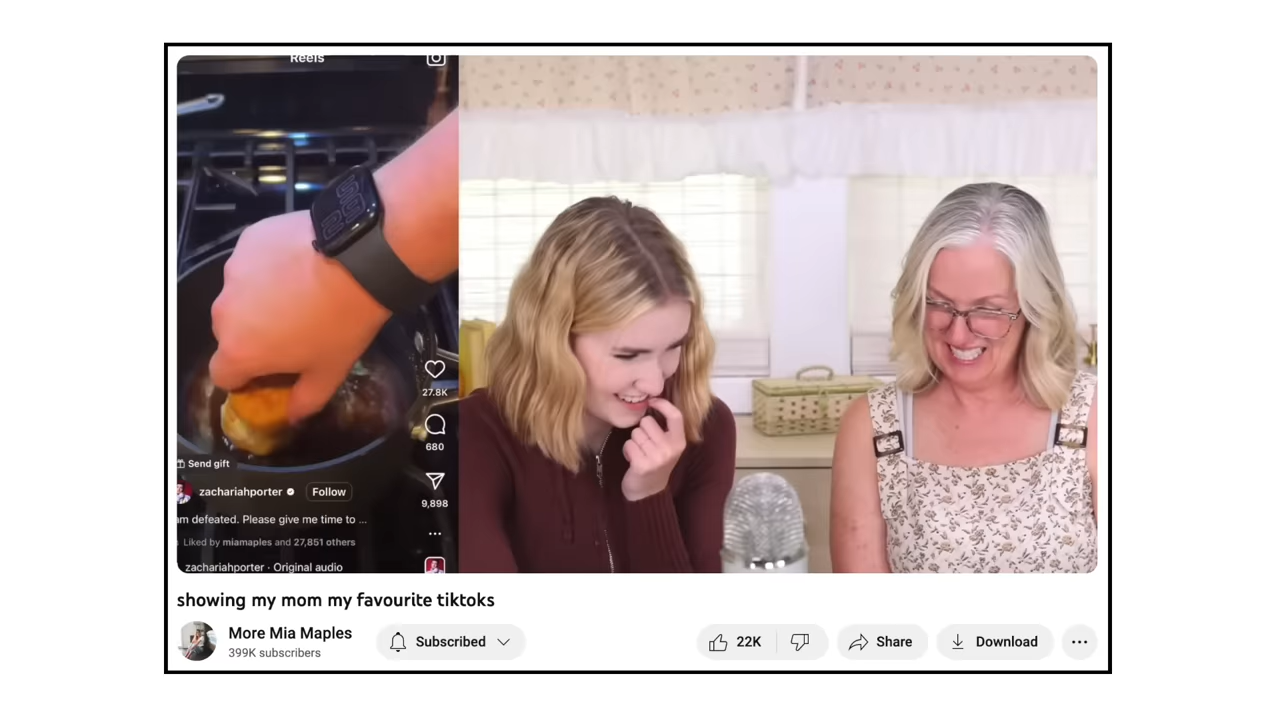 Reels
27.8K
680
Send gift
zachariahporter
Follow
9,898
am defeated. Please give me time to ...
Liked by miamaples and 27,851 others
zachariahporter · Original audio
showing my mom my favourite tiktoks
More Mia Maples
399K subscribers
Subscribed
22K
Share
Download